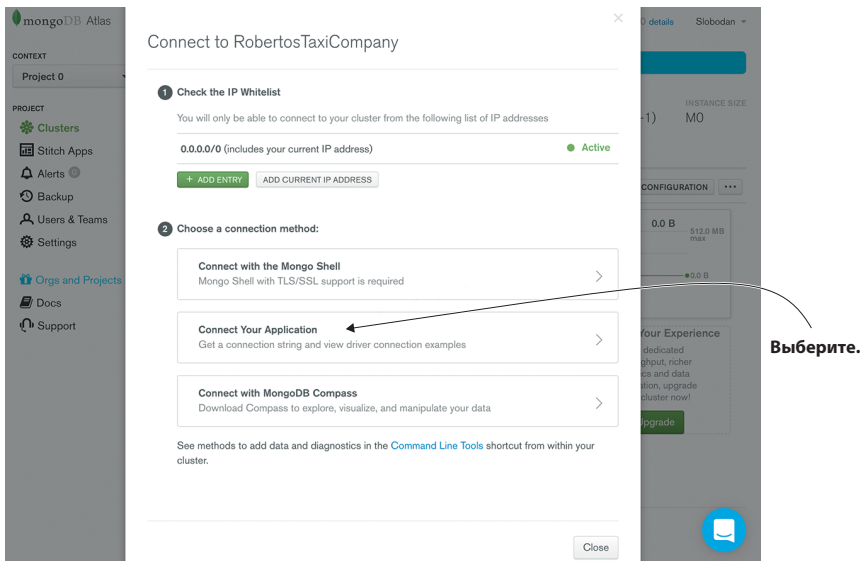 mongoDB Atlas
CONTEXT
Project 0
PROJECT
Clusters
Stitch Apps
Alerts 0
Backup
Users & Teams
Settings
Orgs and Projects
Docs
Support
Connect to RobertosTaxiCompany
1 Check the IP Whitelist
You will only be able to connect to your cluster from the following list of IP addresses
0.0.0.0/0 (includes your current IP address)
Active
+ ADD ENTRY
ADD CURRENT IP ADDRESS
2 Choose a connection method:
Connect with the Mongo Shell
Mongo Shell with TLS/SSL support is required
Connect Your Application
Get a connection string and view driver connection examples
Connect with MongoDB Compass
Download Compass to explore, visualize, and manipulate your data
See methods to add data and diagnostics in the Command Line Tools shortcut from within your
cluster.
Close
details
Slobodan
INSTANCE SIZE
-1)
M0
CONFIGURATION
0.0 B
512.0 MB
max
0.0 B
Your Experience
dedicated
ghput, richer
cs and data
ation, upgrade
cluster now!
Upgrade
Выберите.